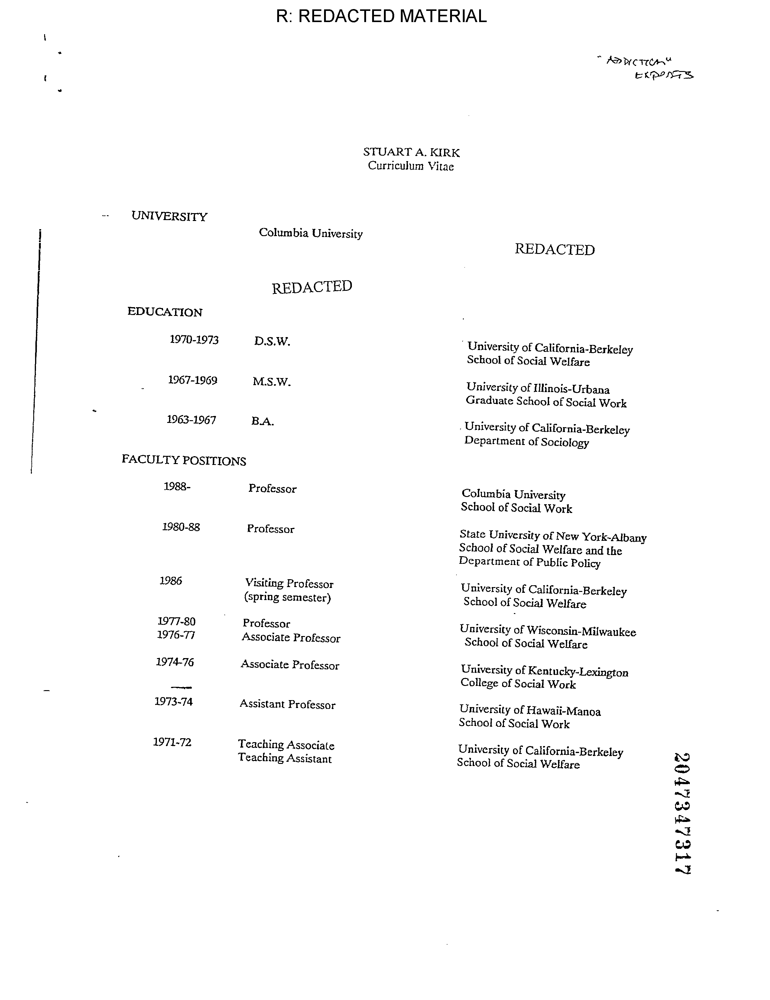 R: REDACTED MATERIAL
"ADDICTION"
EXPERTS
STUART A. KIRK
Curriculum Vitae
UNIVERSITY
Columbia University
REDACTED
REDACTED
EDUCATION
1970-1973 D.S.W. University of California-Berkeley
School of Social Welfare
1967-1969 M.S.W. University of Illinois-Urbana
Graduate School of Social Work
1963-1967 B.A. University of California-Berkeley
Department of Sociology
FACULTY POSITIONS
1988- Professor Columbia University
School of Social Work
1980-88 Professor State University of New York-Albany
School of Social Welfare and the
Department of Public Policy
1986 Visiting Professor University of California-Berkeley
(spring semester) School of Social Welfare
1977-80 Professor University of Wisconsin-Milwaukee
1976-77 Associate Professor School of Social Welfare
1974-76 Associate Professor University of Kentucky-Lexington
College of Social Work
1973-74 Assistant Professor University of Hawaii-Manoa
School of Social Work
1971-72 Teaching Associate University of California-Berkeley
Teaching Assistant School of Social Welfare
2047347317